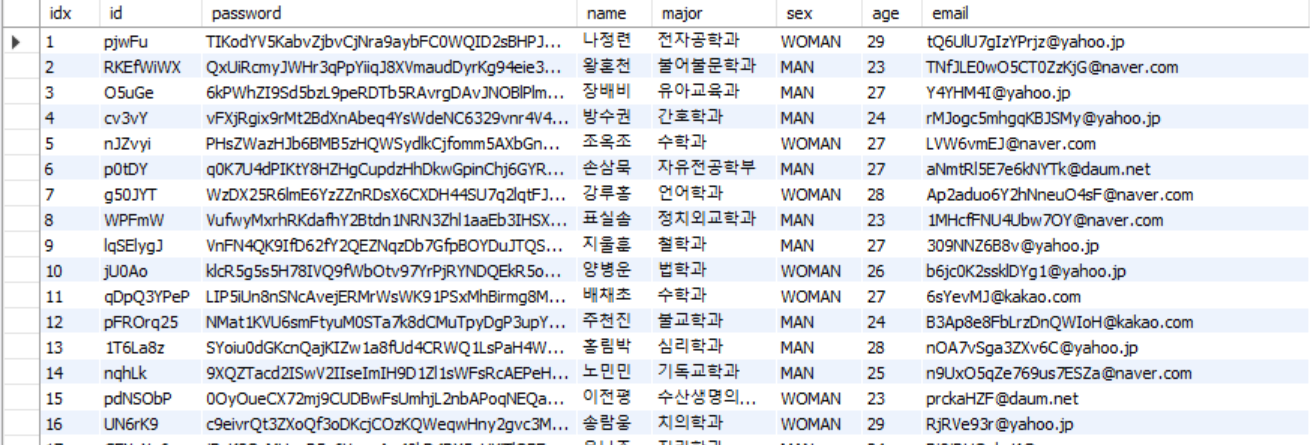 idx id password name major sex age email
1 pjwFu TIKodYV5KabvZjbvCjNra9aybFC0WQID2sBHPJ... 나정련 전자공학과 WOMAN 29 tQ6UlU7gIzYPrjz@yahoo.jp
2 RKEfWiWX QxUiRcmyJWHr3qPpYiiqJ8XVmaudDyrKg94eie3... 왕훈천 불어불문학과 MAN 23 TNfJLE0wO5CT0ZzKjG@naver.com
3 O5uGe 6kPWhZI9Sd5bzL9peRDTb5RAvrgDAvJNOBlPlm... 장배비 유아교육과 MAN 27 Y4YHM4I@yahoo.jp
4 cv3vY vFXjRgix9rMt2BdXnAbeq4YsWdeNC6329vnr4V4... 방수권 간호학과 MAN 24 rMJogc5mhgqKBJSMy@yahoo.jp
5 nJZvyi PHsZWazHJb6BMB5zHQWSydlkCjfomm5AXbGn... 조옥조 수학과 WOMAN 27 LVW6vmEJ@naver.com
6 p0tDY q0K7U4dPIKtY8HZHgCupdzHhDkwGpinChj6GYR... 손삼묵 자유전공학부 MAN 27 aNmtRl5E7e6kNYTk@daum.net
7 g50JYT WzDX25R6lmE6YzZZnRDsX6CXDH44SU7q2lqtFJ... 강루홍 언어학과 WOMAN 28 Ap2aduo6Y2hNneuO4sF@naver.com
8 WPFmW VufwyMxrhRKdafhY2Btdn1NRN3Zhl1aaEb3IHSX... 표실솜 정치외교학과 MAN 23 1MHcfFNU4Ubw7OY@naver.com
9 lqSElygJ VnFN4QK9IfD62fY2QEZNqzDb7GfpBOYDuJTQS... 지울훈 철학과 MAN 27 309NNZ6B8v@yahoo.jp
10 jU0Ao klcR5g5s5H78IVQ9fWbOtv97YrPjRYNDQEkR5o... 양병운 법학과 WOMAN 26 b6jc0K2ssklDYg1@yahoo.jp
11 qDpQ3YPeP LIP5iUn8nSNcAvejERMrWsWK91PSxMhBirmg8M... 배채초 수학과 WOMAN 27 6sYevMJ@kakao.com
12 pFROrq25 NMat1KVU6smFtyuM0STa7k8dCMuTpyDgP3upY... 주천진 불교학과 MAN 24 B3Ap8e8FbLrzDnQWIoH@kakao.com
13 1T6La8z SYoiu0dGKcnQajKIZw1a8fUd4CRWQ1LsPaH4W... 홍림박 심리학과 MAN 28 nOA7vSga3ZXv6C@yahoo.jp
14 nqhLk 9XQZTacd2ISwV2IIseImIH9D1Zl1sWFsRcAEPeH... 노민민 기독교학과 MAN 25 n9UxO5qZe769us7ESZa@naver.com
15 pdNSObP 0OyOueCX72mj9CUDBwFsUmhjL2nbAPoqNEQa... 이전평 수산생명의... MAN 23 prckaHZF@daum.net
16 UN6rK9 c9eivrQt3ZXoQf3oDKcjCOzKQWeqwHny2gvc3M... 송람웅 치의학과 WOMAN 29 RjRVe93r@yahoo.jp